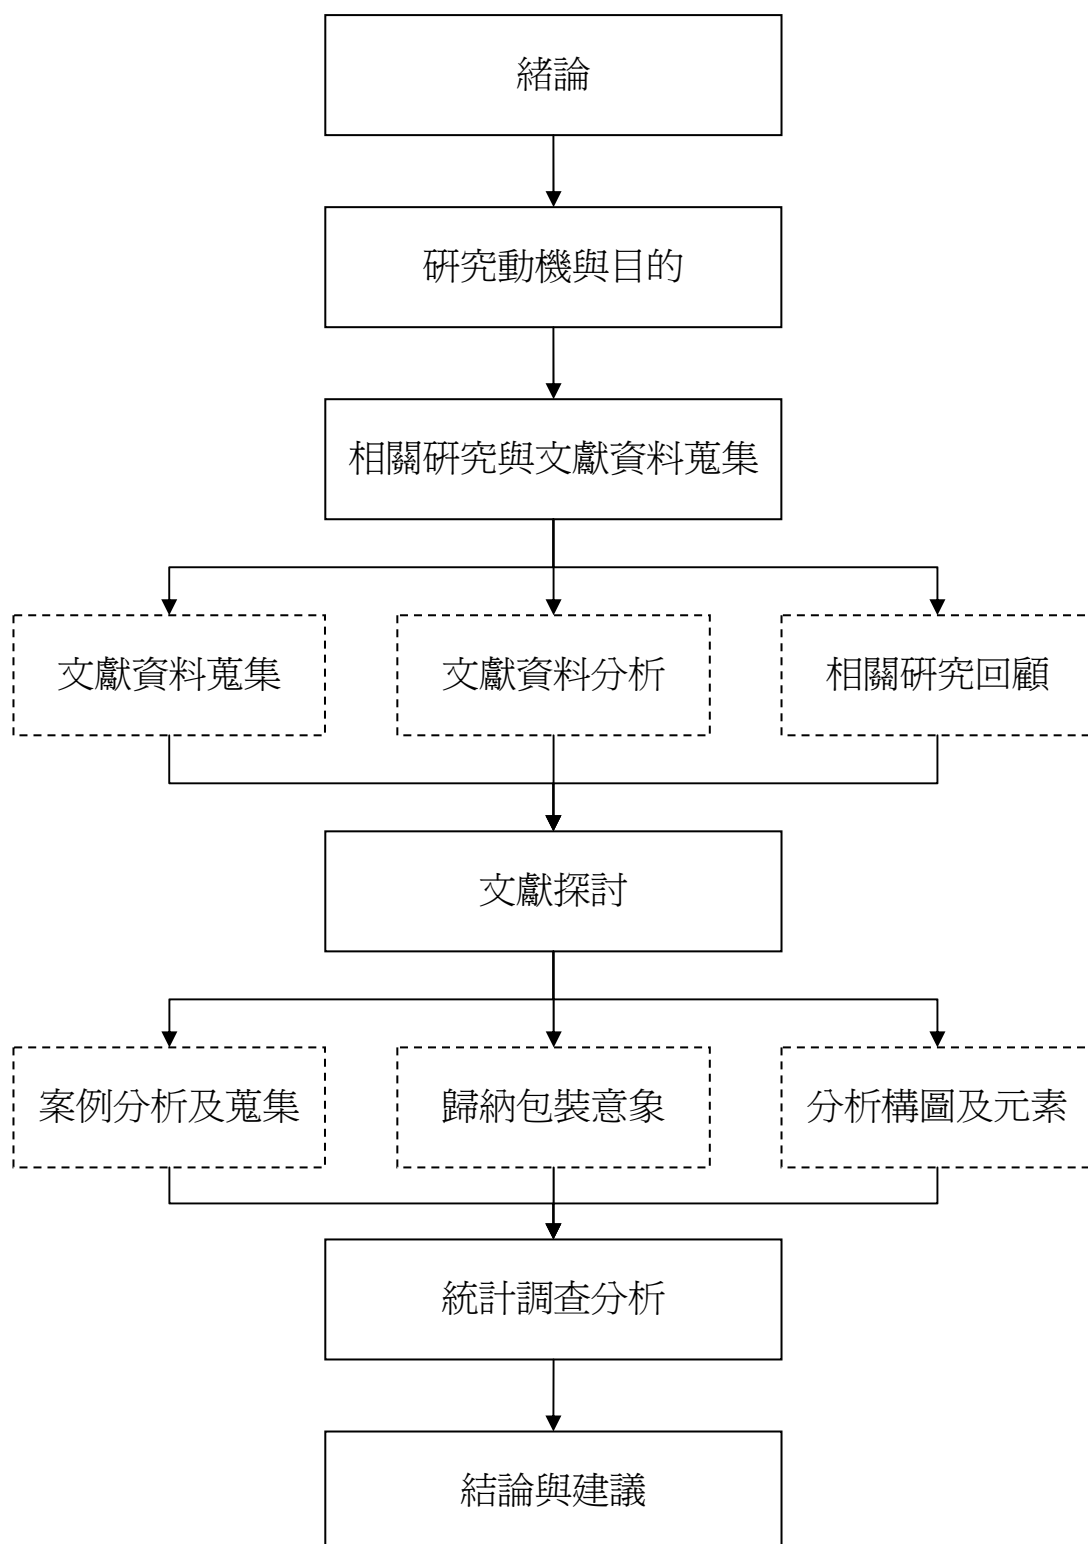 緒論
研究動機與目的
相關研究與文獻資料蒐集
文獻資料蒐集
文獻資料分析
相關研究回顧
文獻探討
案例分析及蒐集
歸納包裝意象
分析構圖及元素
統計調查分析
結論與建議